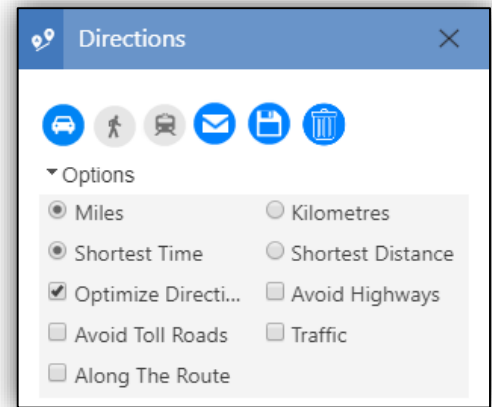 Directions
Options
Miles Kilometres
Shortest Time Shortest Distance
Optimize Directi... Avoid Highways
Avoid Toll Roads Traffic
Along The Route